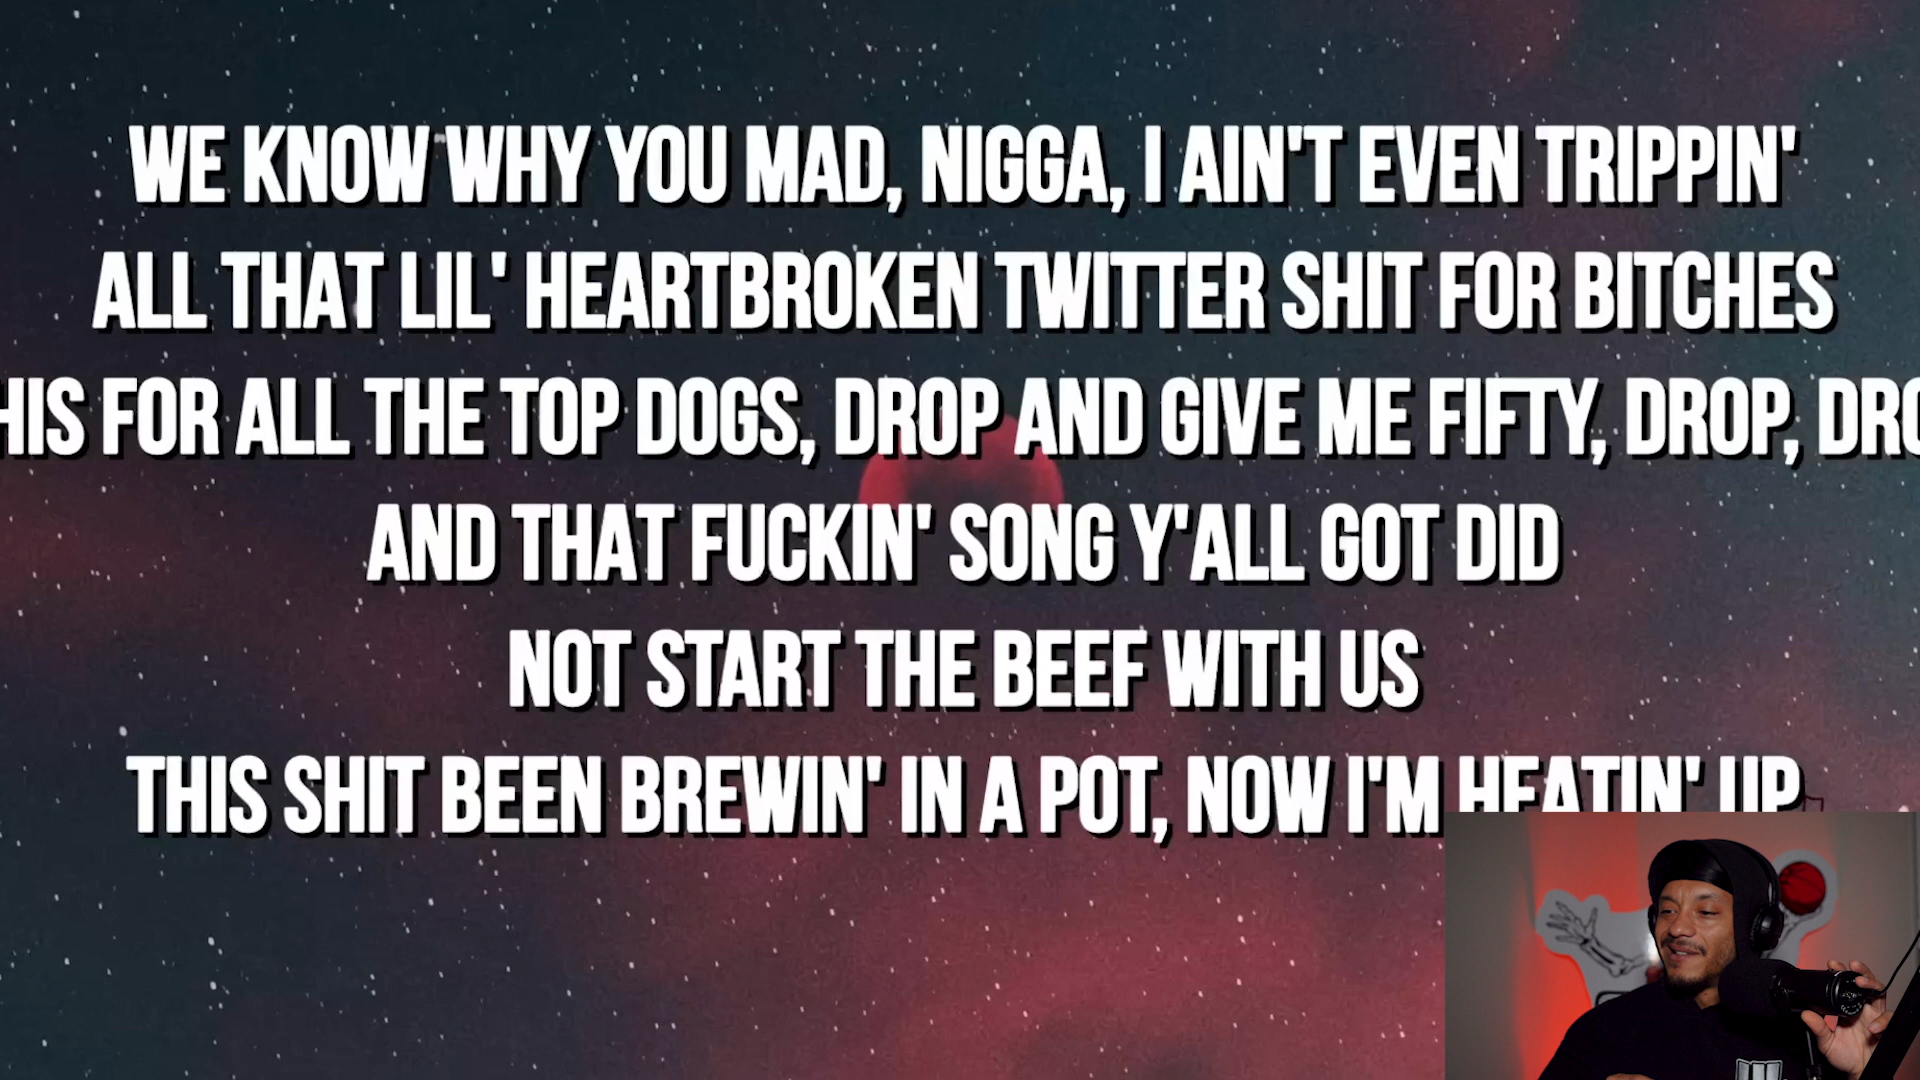 WE KNOW WHY YOU MAD, NIGGA, I AIN'T EVEN TRIPPIN'
ALL THAT LIL' HEARTBROKEN TWITTER SHIT FOR BITCHES
HIS FOR ALL THE TOP DOGS, DROP AND GIVE ME FIFTY, DROP, DRO
AND THAT FUCKIN' SONG Y'ALL GOT DID
NOT START THE BEEF WITH US
THIS SHIT BEEN BREWIN' IN A POT, NOW I'M HEATIN' UP